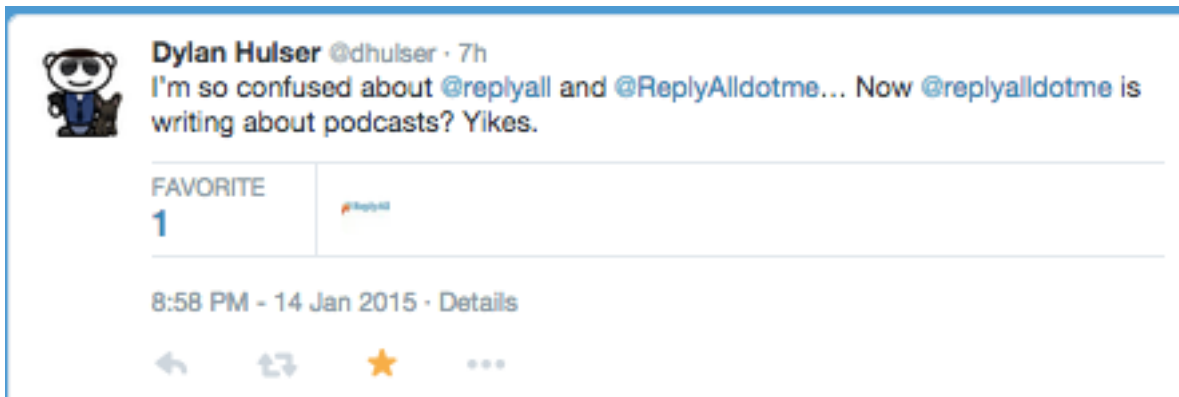 Dylan Hulser @dhulser · 7h
I'm so confused about @replyall and @ReplyAlldotme... Now @replyalldotme is
writing about podcasts? Yikes.
FAVORITE
1
ReplyAll
8:58 PM - 14 Jan 2015 · Details